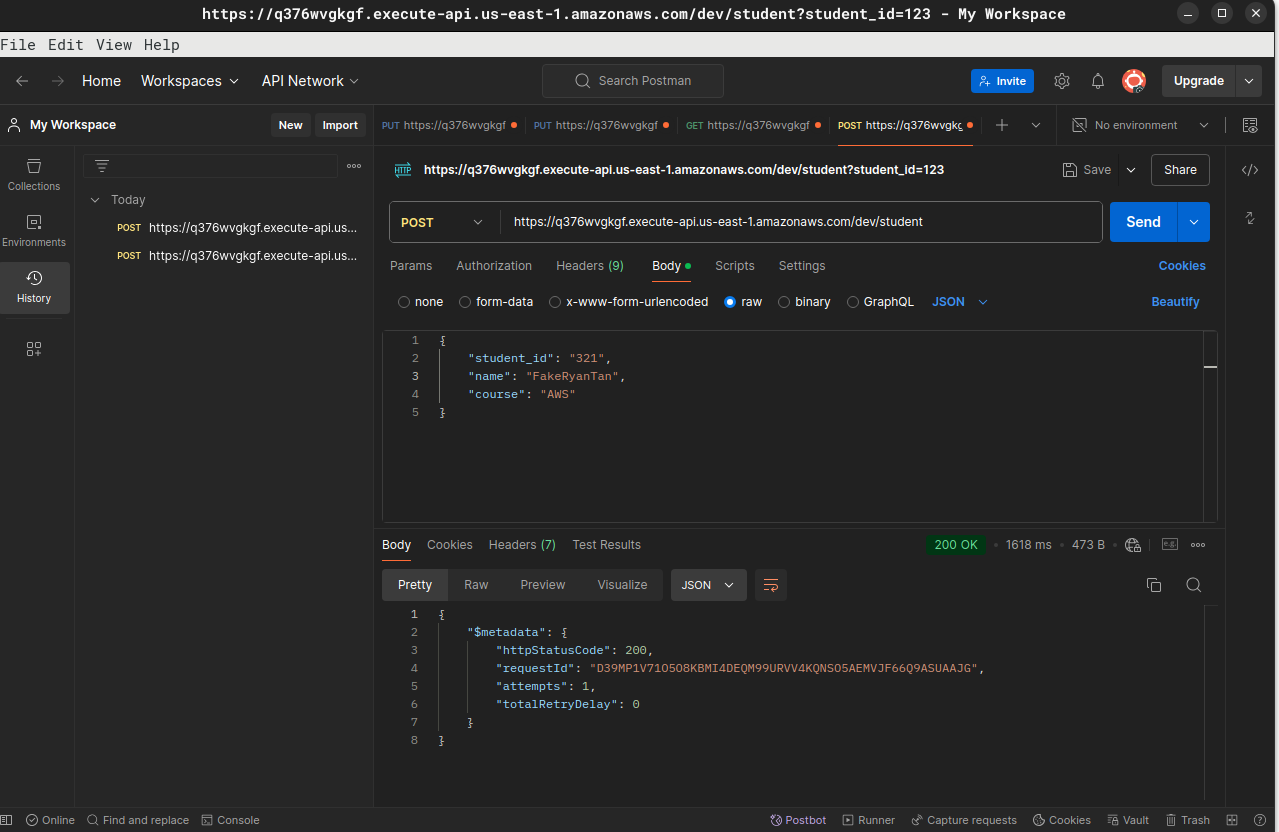 https://q376wvgkgf.execute-api.us-east-1.amazonaws.com/dev/student?student_id=123 - My Workspace
File Edit View Help
Home Workspaces API Network Search Postman Invite Upgrade
My Workspace New Import
PUT https://q376wvgkgf PUT https://q376wvgkgf GET https://q376wvgkgf POST https://q376wvgkg No environment
Collections
Environments
History
Today
POST https://q376wvgkgf.execute-api.us...
POST https://q376wvgkgf.execute-api.us...
HTTP https://q376wvgkgf.execute-api.us-east-1.amazonaws.com/dev/student?student_id=123 Save Share
POST https://q376wvgkgf.execute-api.us-east-1.amazonaws.com/dev/student Send
Params Authorization Headers (9) Body Scripts Settings Cookies
none form-data x-www-form-urlencoded raw binary GraphQL JSON Beautify
1 {
2 "student_id": "321",
3 "name": "FakeRyanTan",
4 "course": "AWS"
5 }
Body Cookies Headers (7) Test Results 200 OK 1618 ms 473 B e.g.
Pretty Raw Preview Visualize JSON
1 {
2 "$metadata": {
3 "httpStatusCode": 200,
4 "requestId": "D39MP1V71O5O8KBMI4DEQM99URVV4KQNSO5AEMVJF66Q9ASUAAJG",
5 "attempts": 1,
6 "totalRetryDelay": 0
7 }
8 }
Online Find and replace Console Postbot Runner Capture requests Cookies Vault Trash